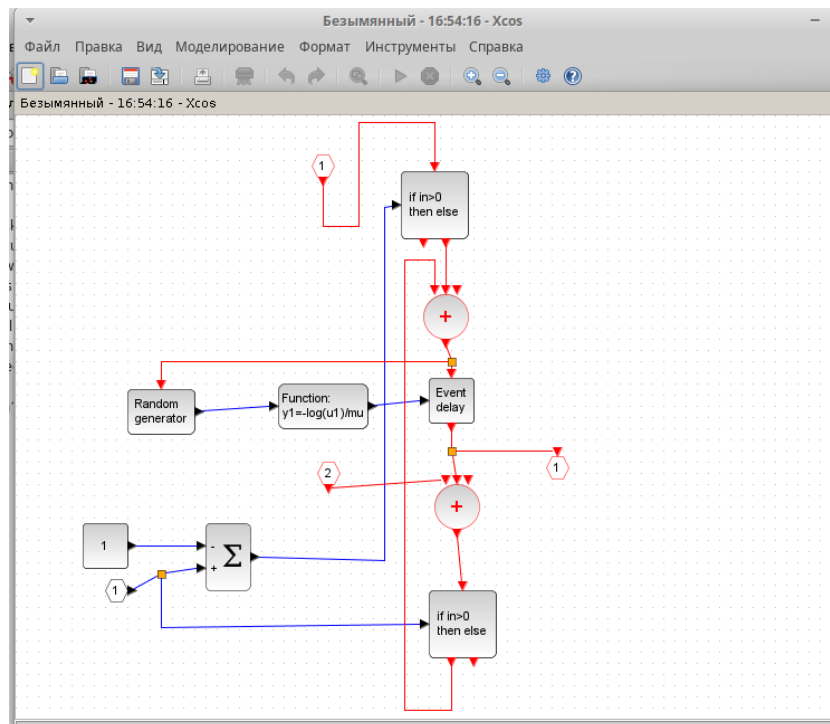 Безымянный - 16:54:16 - Xcos
Файл Правка Вид Моделирование Формат Инструменты Справка
Безымянный - 16:54:16 - Xcos
1
if in>0
then else
+
Random
generator
Function:
y1=-log(u1)/mu
Event
delay
2
1
+
1
-
+
Σ
1
if in>0
then else